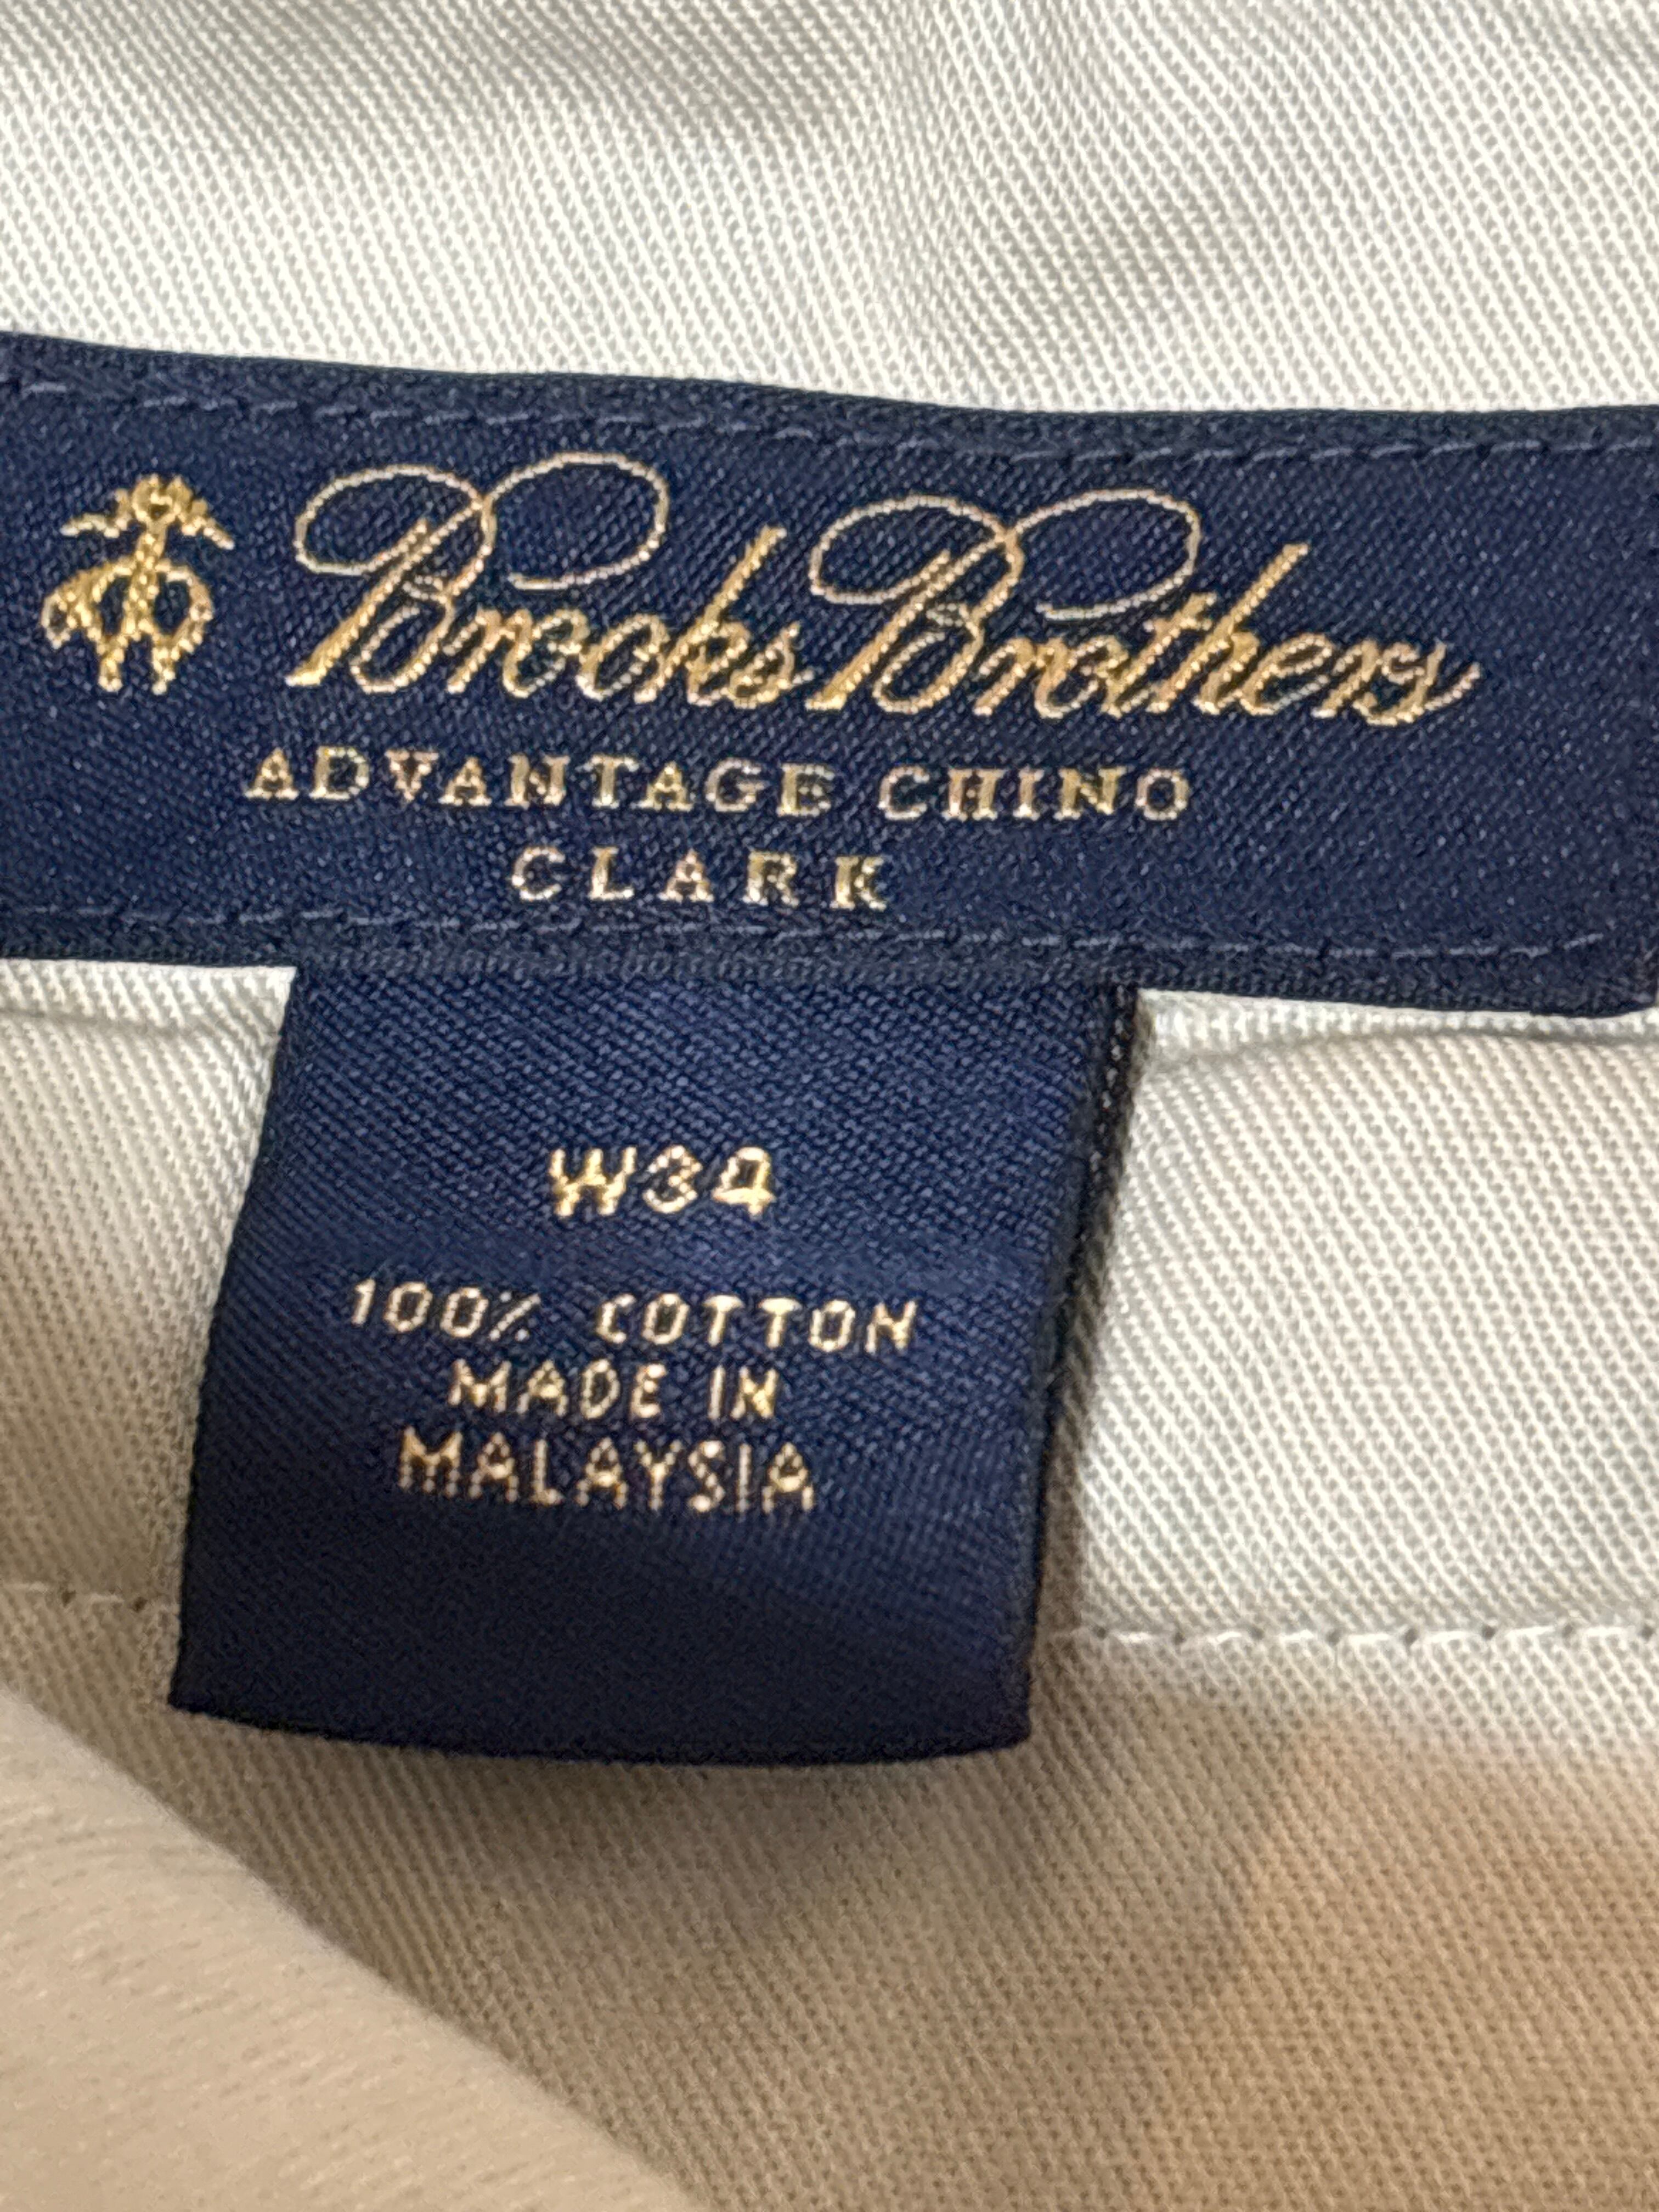 Brooks Brothers
ADVANTAGE CHINO
CLARK
W34
100% COTTON
MADE IN
MALAYSIA